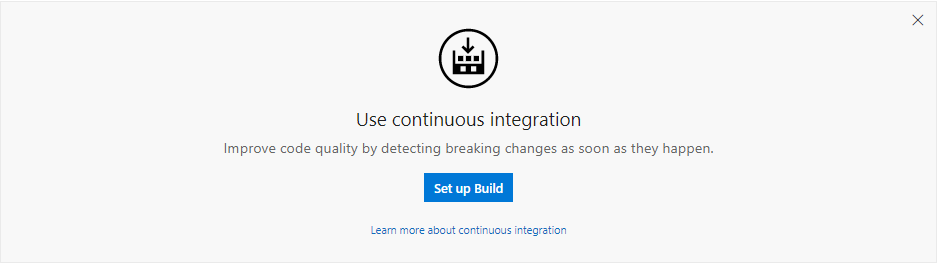 Use continuous integration
Improve code quality by detecting breaking changes as soon as they happen.
Set up Build
Learn more about continuous integration